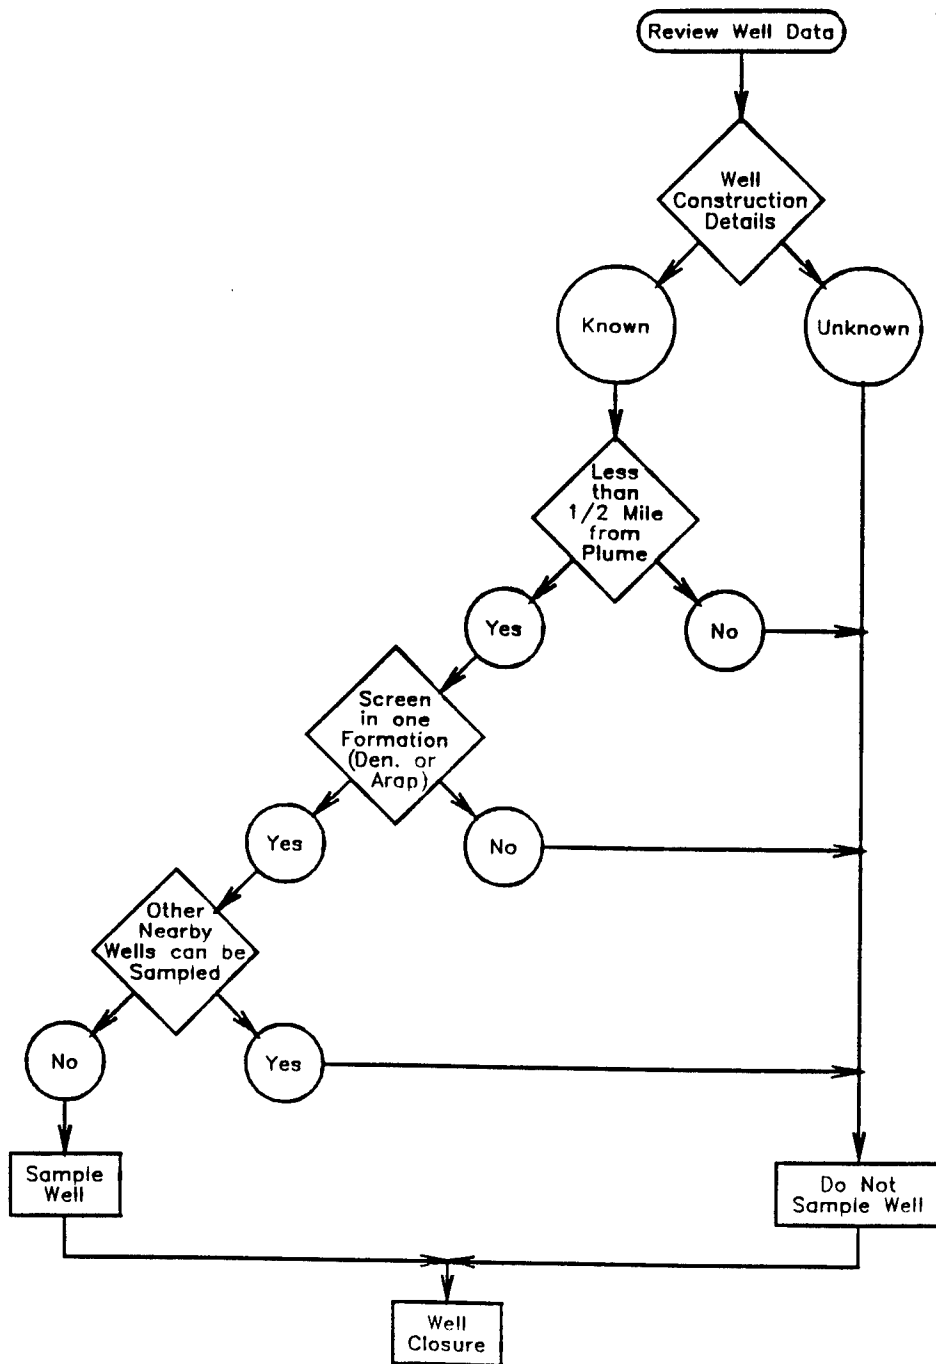 Review Well Data
Well
Construction
Details
Known
Unknown
Less
than
1/2 Mile
from
Plume
Yes
No
Screen
in one
Formation
(Den. or
Arap)
Yes
No
Other
Nearby
Wells can be
Sampled
No
Yes
Sample
Well
Do Not
Sample Well
Well
Closure